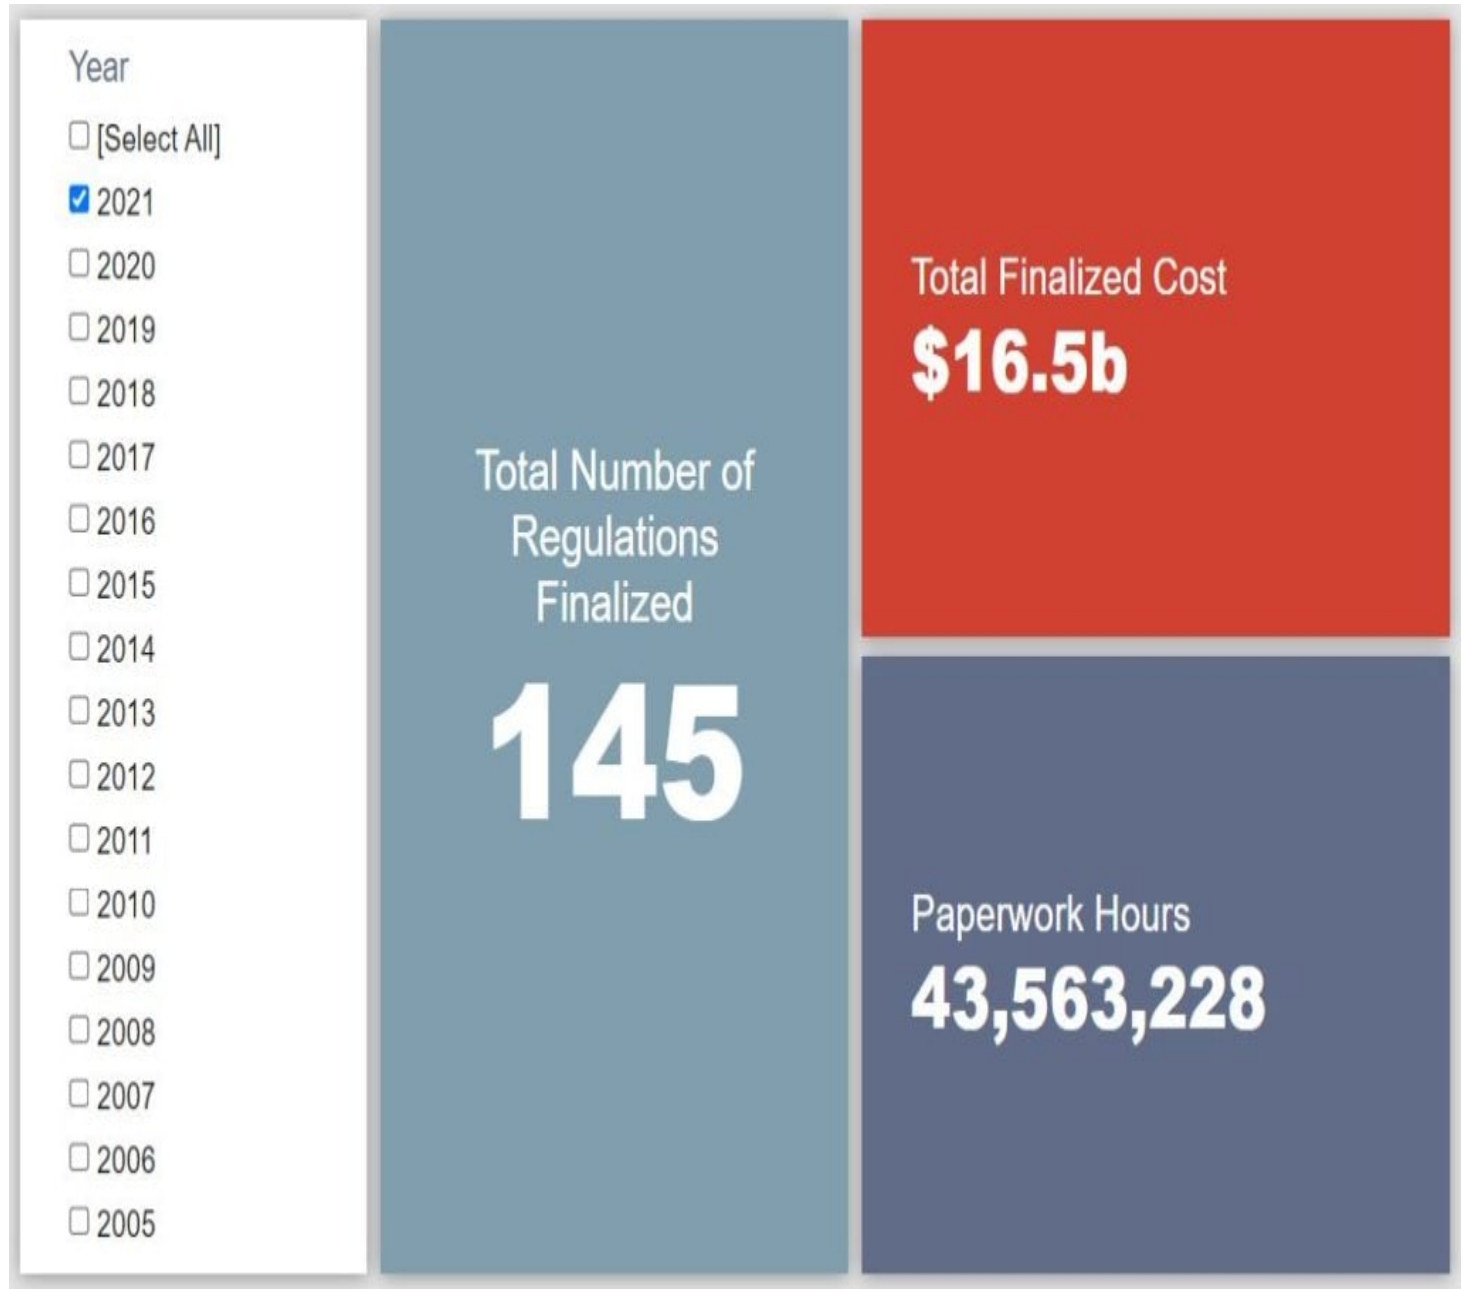 Year
[Select All]
2021
2020
2019
2018
2017
2016
2015
2014
2013
2012
2011
2010
2009
2008
2007
2006
2005
Total Number of
Regulations
Finalized
145
Total Finalized Cost
$16.5b
Paperwork Hours
43,563,228